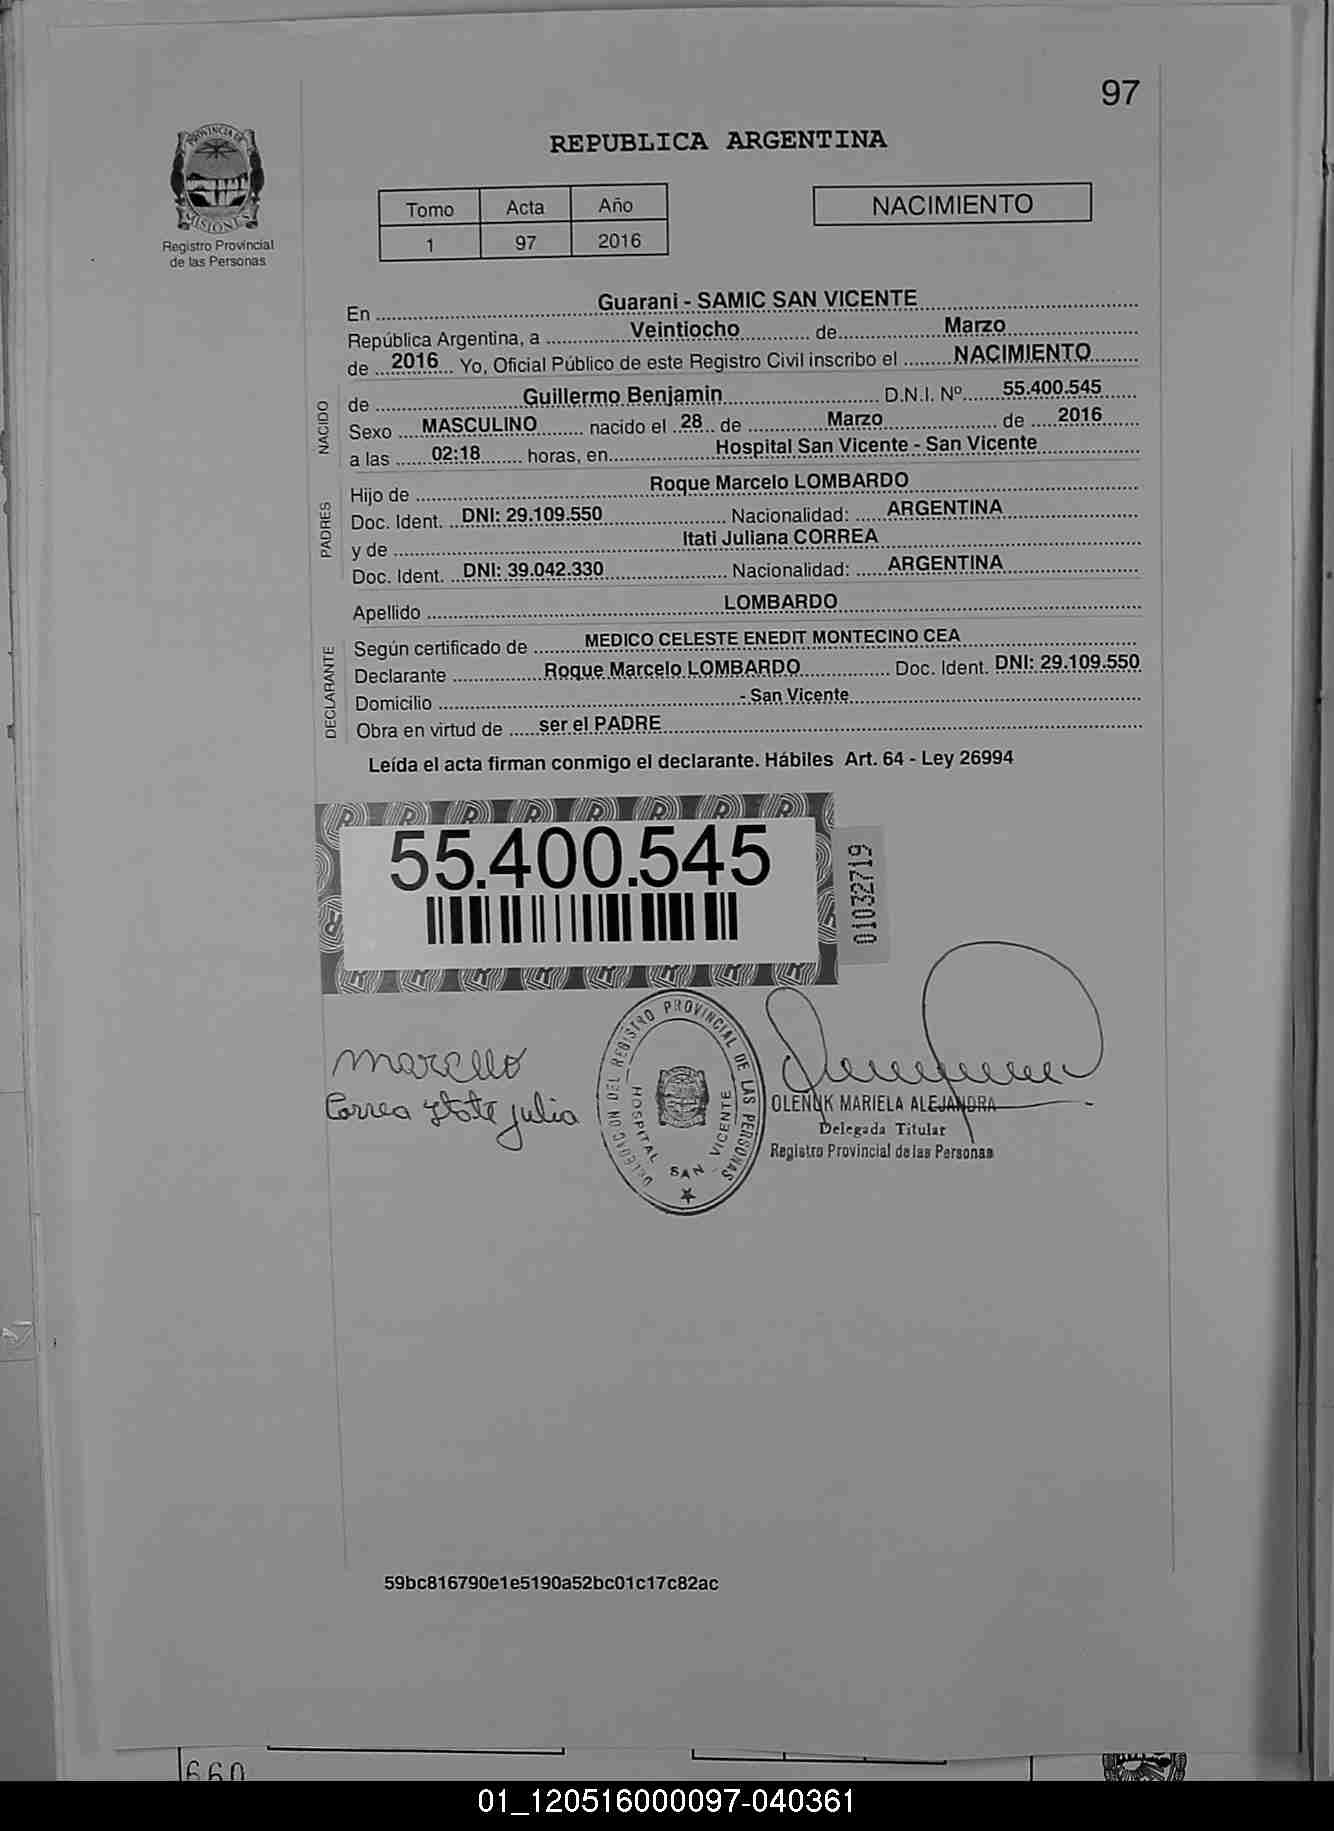 97
PROVINCIA DE
MISIONES
Registro Provincial
de las Personas
REPUBLICA ARGENTINA
Tomo Acta Año
1 97 2016
NACIMIENTO
En Guarani - SAMIC SAN VICENTE
República Argentina, a Veintiocho de Marzo
de 2016 Yo, Oficial Público de este Registro Civil inscribo el NACIMIENTO
NACIDO
de Guillermo Benjamin D.N.I. Nº 55.400.545
Sexo MASCULINO nacido el 28 de Marzo de 2016
a las 02:18 horas, en Hospital San Vicente - San Vicente
PADRES
Hijo de Roque Marcelo LOMBARDO
Doc. Ident. DNI: 29.109.550 Nacionalidad: ARGENTINA
y de Itati Juliana CORREA
Doc. Ident. DNI: 39.042.330 Nacionalidad: ARGENTINA
Apellido LOMBARDO
DECLARANTE
Según certificado de MEDICO CELESTE ENEDIT MONTECINO CEA
Declarante Roque Marcelo LOMBARDO Doc. Ident. DNI: 29.109.550
Domicilio - San Vicente
Obra en virtud de ser el PADRE
Leída el acta firman conmigo el declarante. Hábiles Art. 64 - Ley 26994
55.400.545
01032719
Correa julia
DELEGACION DEL REGISTRO PROVINCIAL DE LAS PERSONAS
HOSPITAL SAN VICENTE
OLENUK MARIELA ALEJANDRA
Delegada Titular
Registro Provincial de las Personas
59bc816790e1e5190a52bc01c17c82ac
660
01_120516000097-040361